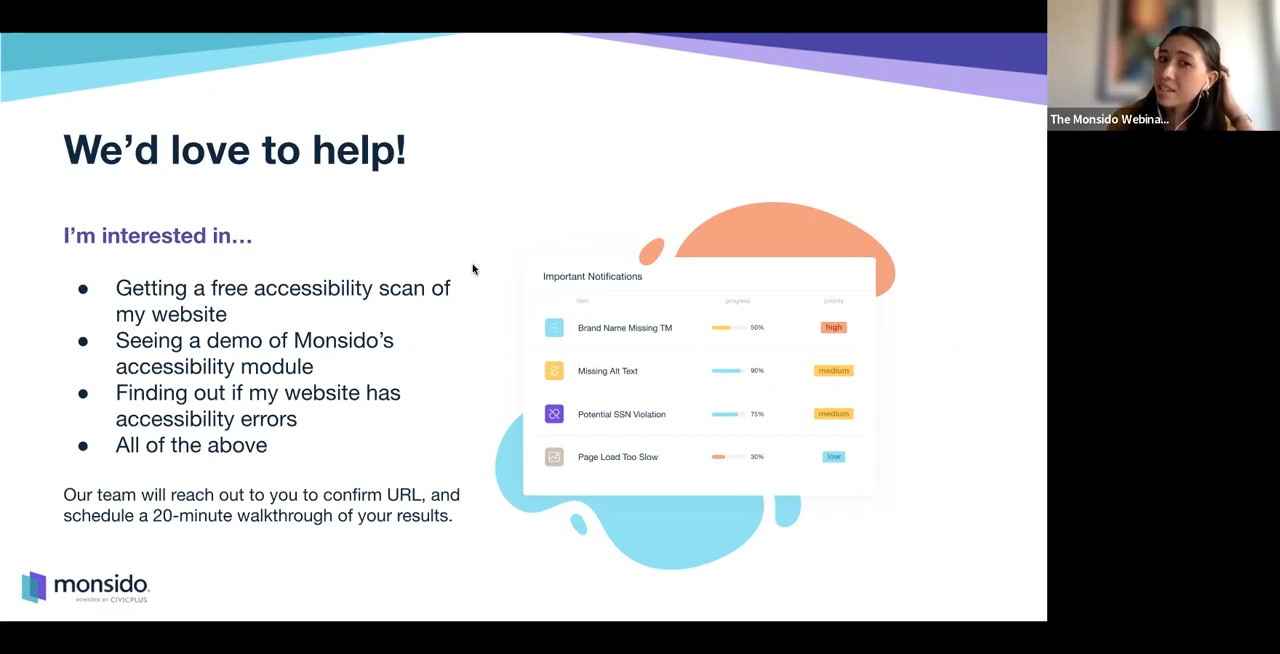 We'd love to help!
I'm interested in…
● Getting a free accessibility scan of
my website
● Seeing a demo of Monsido's
accessibility module
● Finding out if my website has
accessibility errors
● All of the above
Our team will reach out to you to confirm URL, and
schedule a 20-minute walkthrough of your results.
monsido.
POWERED BY CIVICPLUS
Important Notifications
item progress priority
Brand Name Missing TM 50% high
Missing Alt Text 90% medium
Potential SSN Violation 75% medium
Page Load Too Slow 30% low
The Monsido Webina...